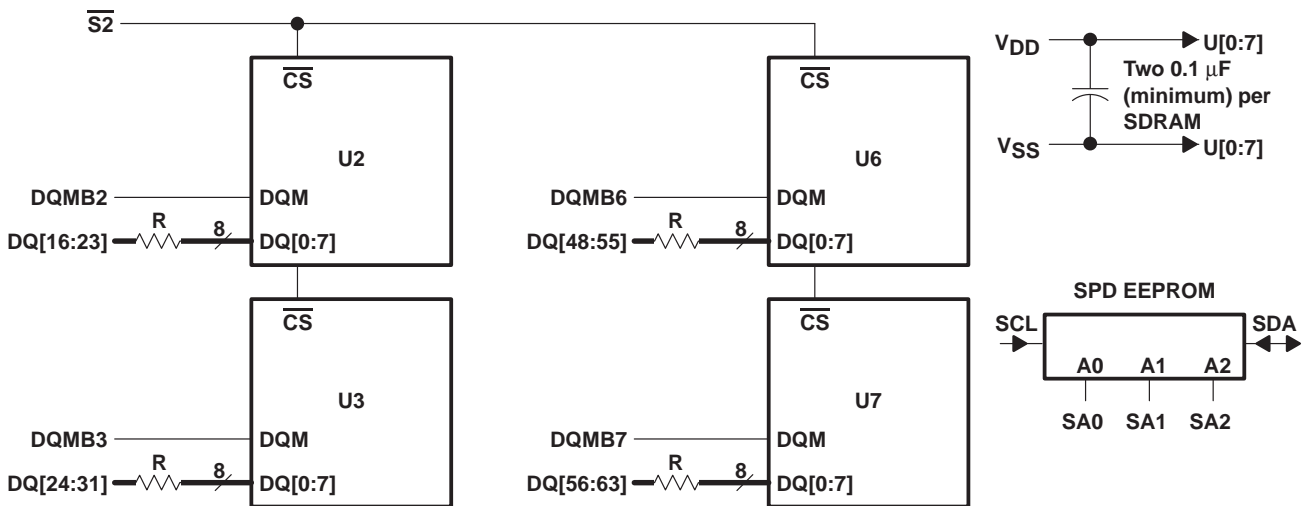 S2
CS
U2
DQMB2
DQM
R
8
DQ[16:23]
DQ[0:7]
CS
U3
DQMB3
DQM
R
8
DQ[24:31]
DQ[0:7]
CS
U6
DQMB6
DQM
R
8
DQ[48:55]
DQ[0:7]
CS
U7
DQMB7
DQM
R
8
DQ[56:63]
DQ[0:7]
VDD
U[0:7]
Two 0.1 μF
(minimum) per
SDRAM
VSS
U[0:7]
SPD EEPROM
SCL
SDA
A0 A1 A2
SA0 SA1 SA2